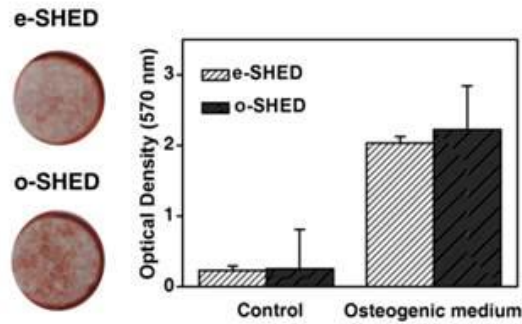 e-SHED
o-SHED
Optical Density (570 nm)
3
2
1
0
e-SHED
o-SHED
Control
Osteogenic medium